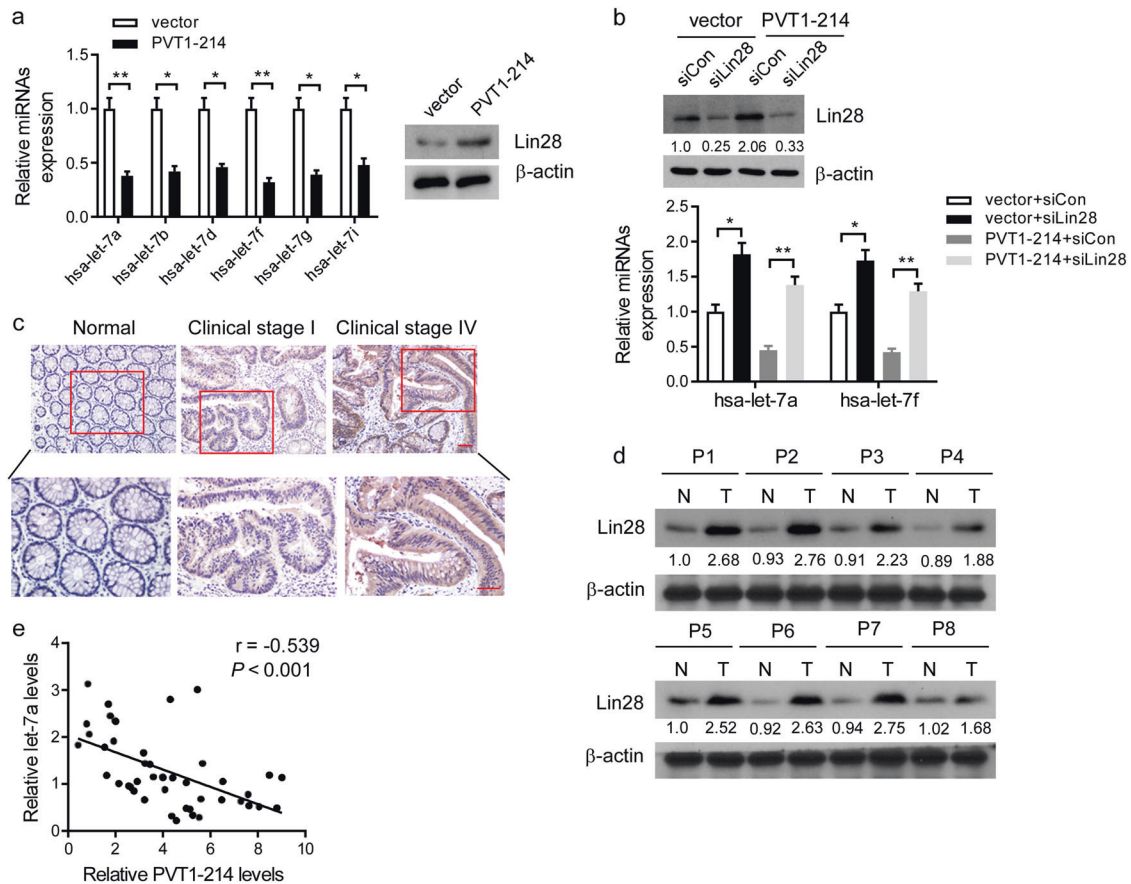 a
vector
PVT1-214
Relative miRNAs
expression
1.5
1.0
0.5
0.0
** * * ** * *
hsa-let-7a
hsa-let-7b
hsa-let-7d
hsa-let-7f
hsa-let-7g
hsa-let-7i
vector
PVT1-214
Lin28
β-actin
b
vector PVT1-214
siCon
siLin28
siCon
siLin28
Lin28
1.0 0.25 2.06 0.33
β-actin
vector+siCon
vector+siLin28
PVT1-214+siCon
PVT1-214+siLin28
Relative miRNAs
expression
2.5
2.0
1.5
1.0
0.5
0.0
* ** * **
hsa-let-7a hsa-let-7f
c
Normal Clinical stage I Clinical stage IV
d
P1 P2 P3 P4
N T N T N T N T
Lin28
1.0 2.68 0.93 2.76 0.91 2.23 0.89 1.88
β-actin
P5 P6 P7 P8
N T N T N T N T
Lin28
1.0 2.52 0.92 2.63 0.94 2.75 1.02 1.68
β-actin
e
r = -0.539
P < 0.001
Relative let-7a levels
4
3
2
1
0
0 2 4 6 8 10
Relative PVT1-214 levels